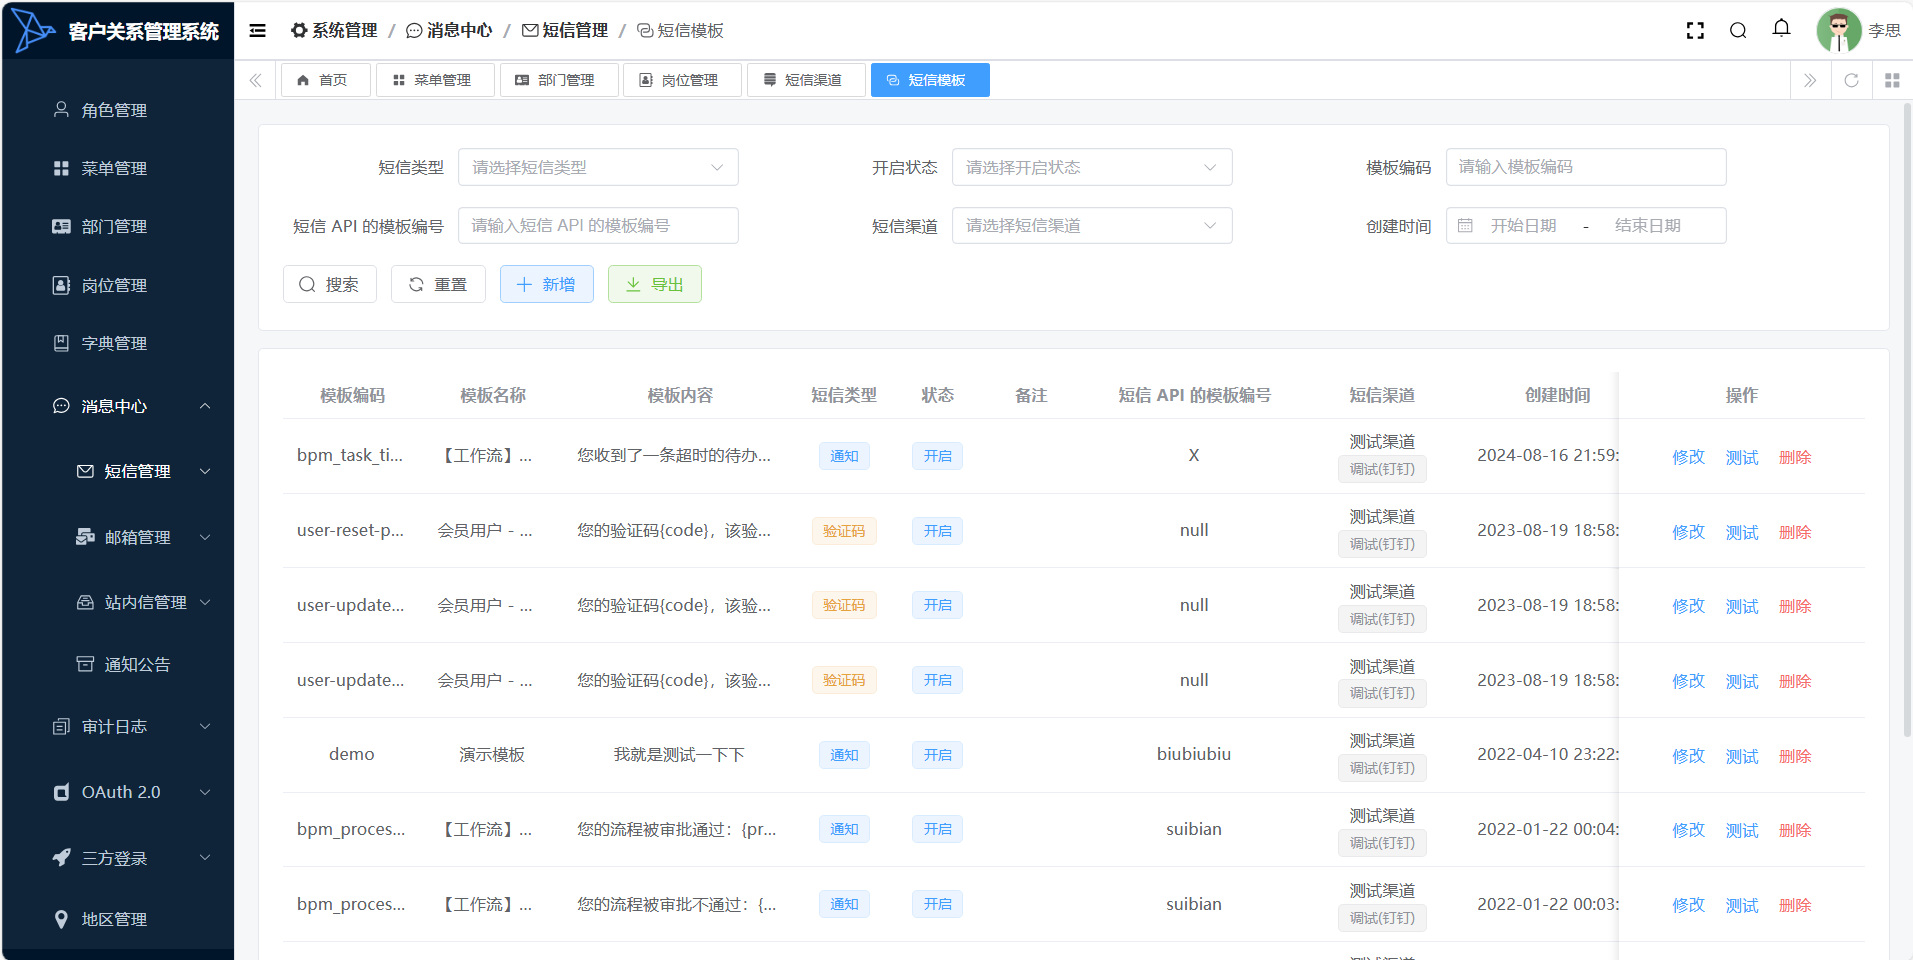 客户关系管理系统
系统管理 / 消息中心 / 短信管理 / 短信模板
李思
首页 菜单管理 部门管理 岗位管理 短信渠道 短信模板
角色管理
菜单管理
部门管理
岗位管理
字典管理
消息中心
短信管理
邮箱管理
站内信管理
通知公告
审计日志
OAuth 2.0
三方登录
地区管理
短信类型 请选择短信类型 开启状态 请选择开启状态 模板编码 请输入模板编码
短信 API 的模板编号 请输入短信 API 的模板编号 短信渠道 请选择短信渠道 创建时间 开始日期 - 结束日期
搜索 重置 新增 导出
模板编码 模板名称 模板内容 短信类型 状态 备注 短信 API 的模板编号 短信渠道 创建时间 操作
bpm_task_ti... 【工作流】... 您收到了一条超时的待办... 通知 开启 X 测试渠道 调试(钉钉) 2024-08-16 21:59: 修改 测试 删除
user-reset-p... 会员用户 - ... 您的验证码{code}，该验... 验证码 开启 null 测试渠道 调试(钉钉) 2023-08-19 18:58: 修改 测试 删除
user-update... 会员用户 - ... 您的验证码{code}，该验... 验证码 开启 null 测试渠道 调试(钉钉) 2023-08-19 18:58: 修改 测试 删除
user-update... 会员用户 - ... 您的验证码{code}，该验... 验证码 开启 null 测试渠道 调试(钉钉) 2023-08-19 18:58: 修改 测试 删除
demo 演示模板 我就是测试一下下 通知 开启 biubiubiu 测试渠道 调试(钉钉) 2022-04-10 23:22: 修改 测试 删除
bpm_proces... 【工作流】... 您的流程被审批通过：{pr... 通知 开启 suibian 测试渠道 调试(钉钉) 2022-01-22 00:04: 修改 测试 删除
bpm_proces... 【工作流】... 您的流程被审批不通过：{... 通知 开启 suibian 测试渠道 调试(钉钉) 2022-01-22 00:03: 修改 测试 删除